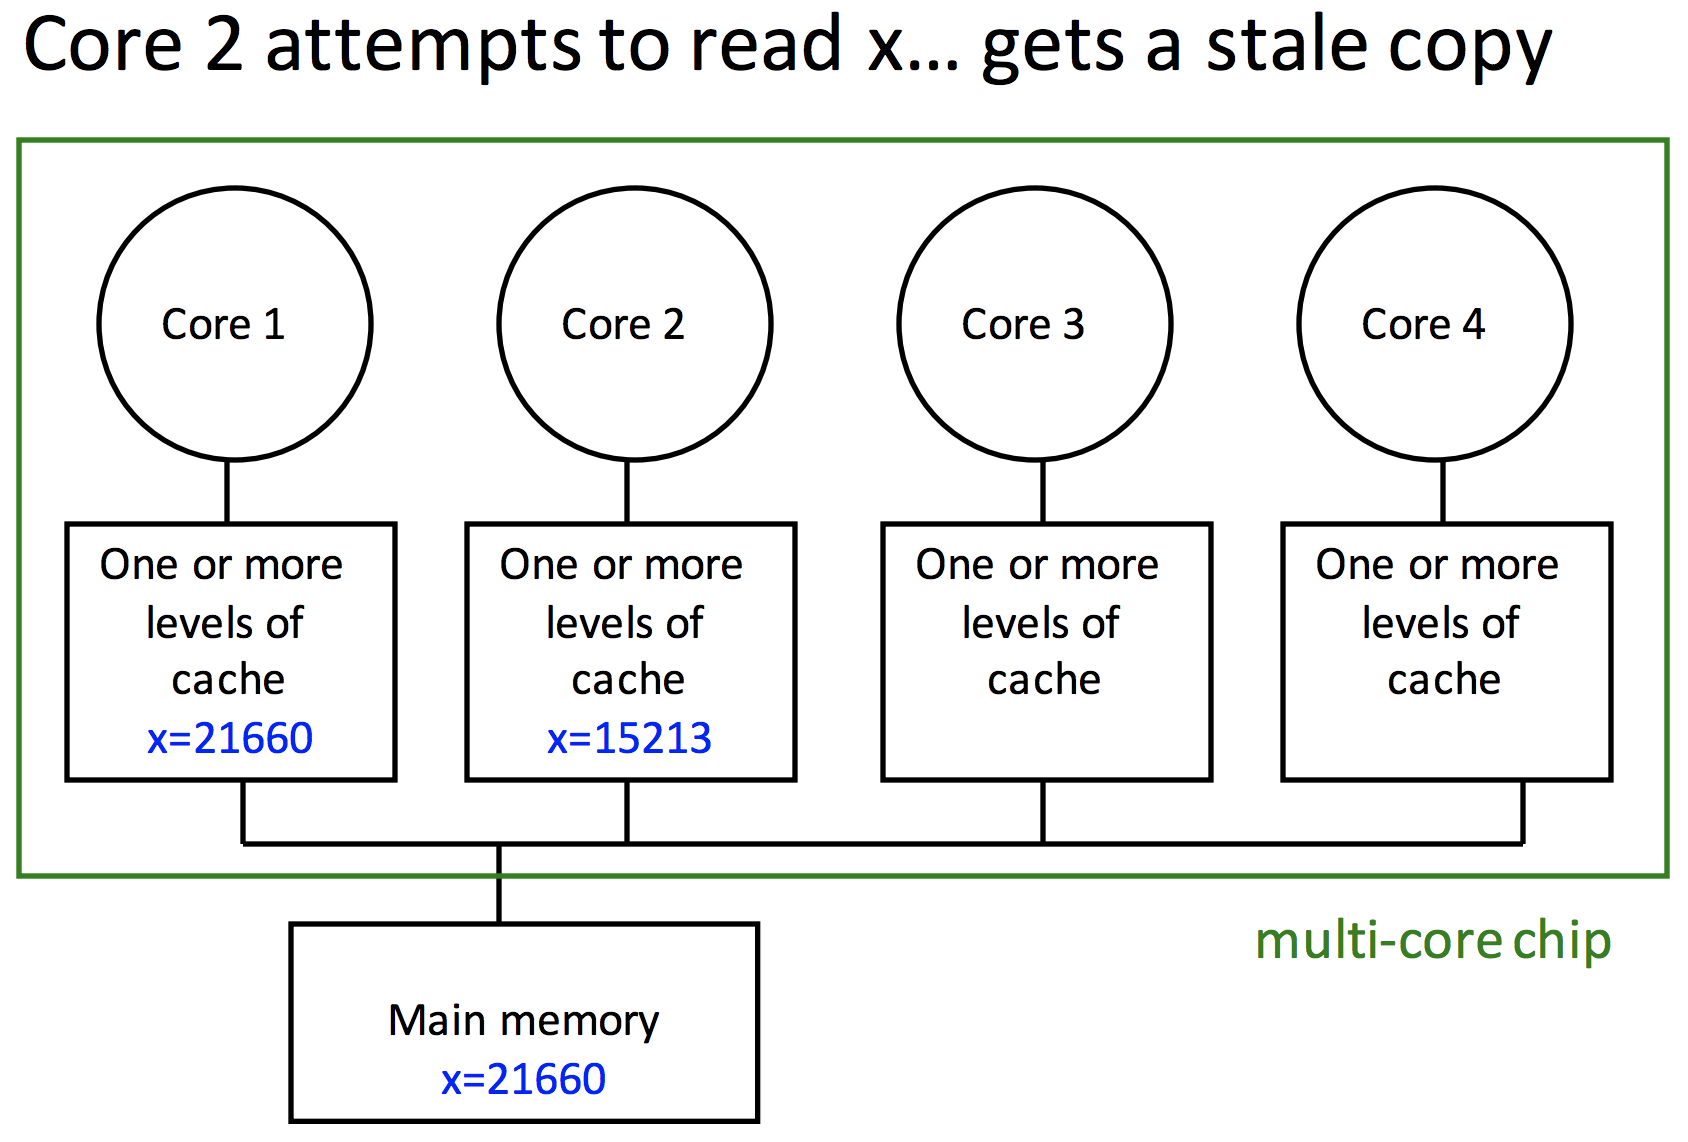 Core 2 attempts to read x... gets a stale copy
Core 1
Core 2
Core 3
Core 4
One or more
levels of
cache
x=21660
One or more
levels of
cache
x=15213
One or more
levels of
cache
One or more
levels of
cache
multi-core chip
Main memory
x=21660